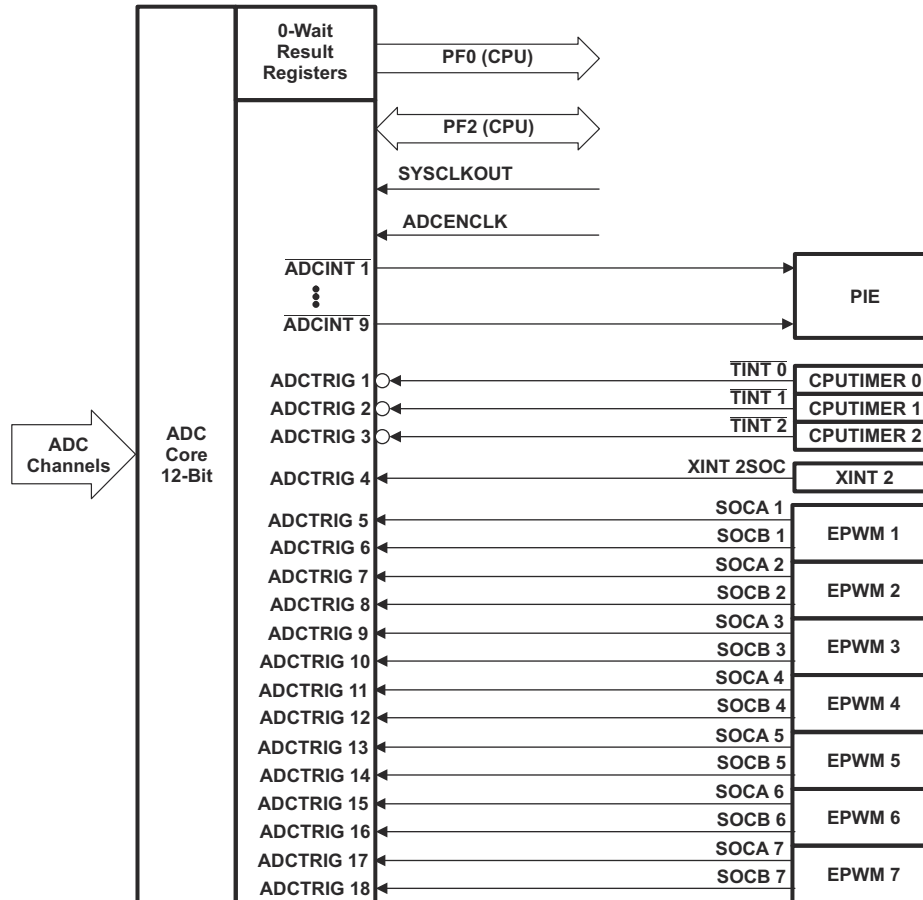 0-Wait
Result
Registers
PF0 (CPU)
PF2 (CPU)
SYSCLKOUT
ADCENCLK
ADCINT 1
PIE
ADCINT 9
TINT 0
ADCTRIG 1
CPUTIMER 0
TINT 1
ADCTRIG 2
CPUTIMER 1
TINT 2
ADCTRIG 3
CPUTIMER 2
ADC
Channels
ADC
Core
12-Bit
XINT 2SOC
ADCTRIG 4
XINT 2
SOCA 1
ADCTRIG 5
EPWM 1
SOCB 1
ADCTRIG 6
SOCA 2
ADCTRIG 7
EPWM 2
SOCB 2
ADCTRIG 8
SOCA 3
ADCTRIG 9
EPWM 3
SOCB 3
ADCTRIG 10
SOCA 4
ADCTRIG 11
EPWM 4
SOCB 4
ADCTRIG 12
SOCA 5
ADCTRIG 13
EPWM 5
SOCB 5
ADCTRIG 14
SOCA 6
ADCTRIG 15
EPWM 6
SOCB 6
ADCTRIG 16
SOCA 7
ADCTRIG 17
EPWM 7
SOCB 7
ADCTRIG 18